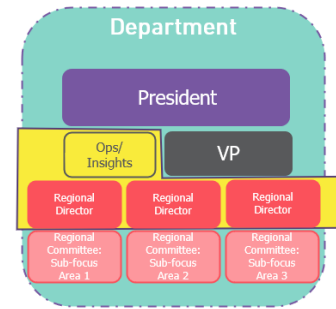 Department
President
Ops/
Insights
VP
Regional
Director
Regional
Director
Regional
Director
Regional
Committee:
Sub-focus
Area 1
Regional
Committee:
Sub-focus
Area 2
Regional
Committee:
Sub-focus
Area 3